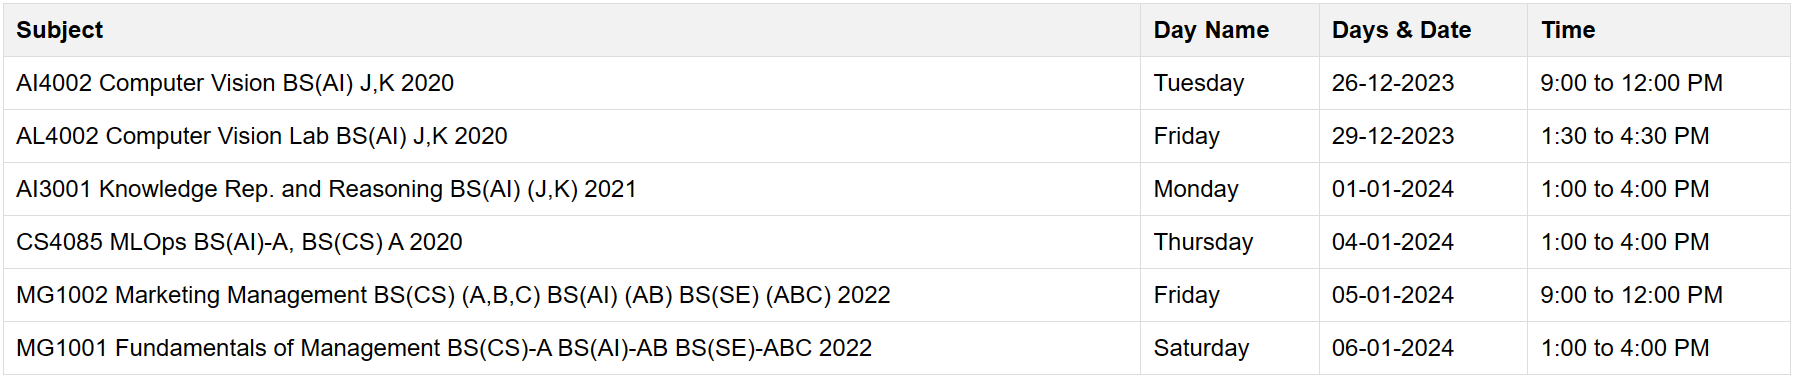 Subject Day Name Days & Date Time
AI4002 Computer Vision BS(AI) J,K 2020 Tuesday 26-12-2023 9:00 to 12:00 PM
AL4002 Computer Vision Lab BS(AI) J,K 2020 Friday 29-12-2023 1:30 to 4:30 PM
AI3001 Knowledge Rep. and Reasoning BS(AI) (J,K) 2021 Monday 01-01-2024 1:00 to 4:00 PM
CS4085 MLOps BS(AI)-A, BS(CS) A 2020 Thursday 04-01-2024 1:00 to 4:00 PM
MG1002 Marketing Management BS(CS) (A,B,C) BS(AI) (AB) BS(SE) (ABC) 2022 Friday 05-01-2024 9:00 to 12:00 PM
MG1001 Fundamentals of Management BS(CS)-A BS(AI)-AB BS(SE)-ABC 2022 Saturday 06-01-2024 1:00 to 4:00 PM